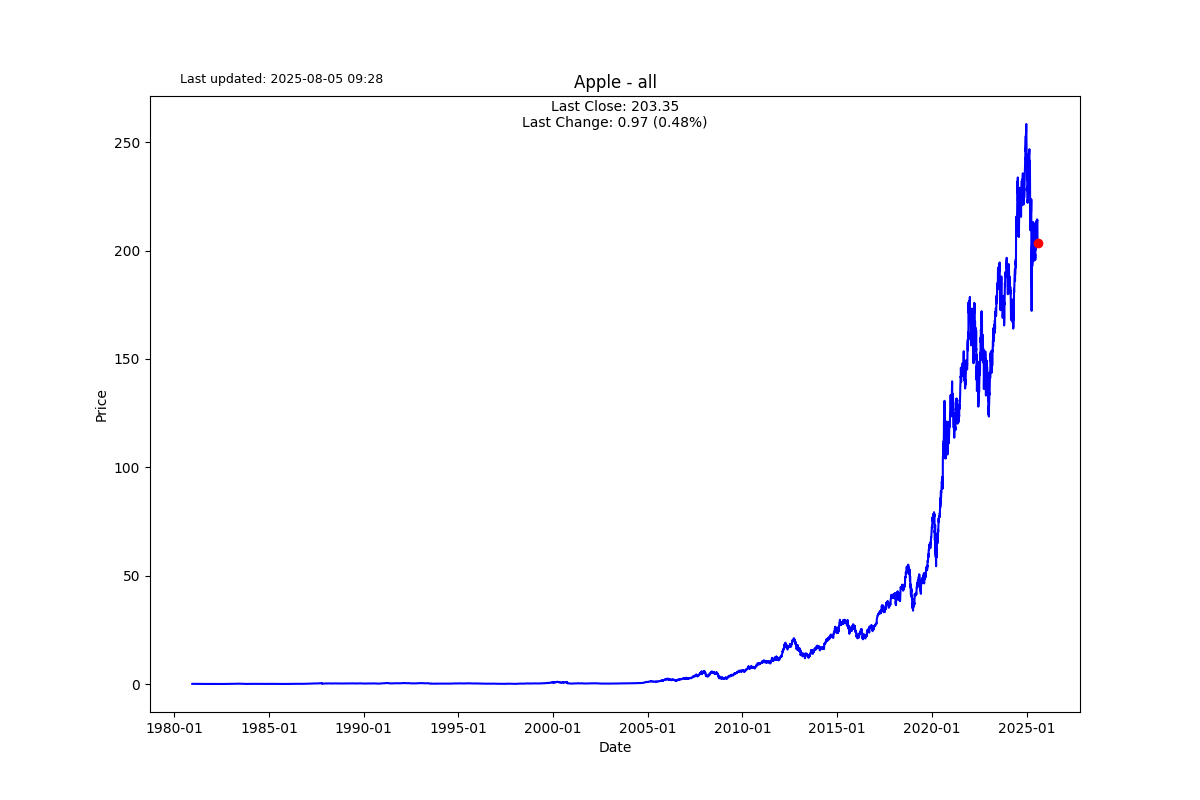 Last updated: 2025-08-05 09:28
Apple - all
Last Close: 203.35
Last Change: 0.97 (0.48%)
250
200
150
100
50
0
Price
1980-01 1985-01 1990-01 1995-01 2000-01 2005-01 2010-01 2015-01 2020-01 2025-01
Date